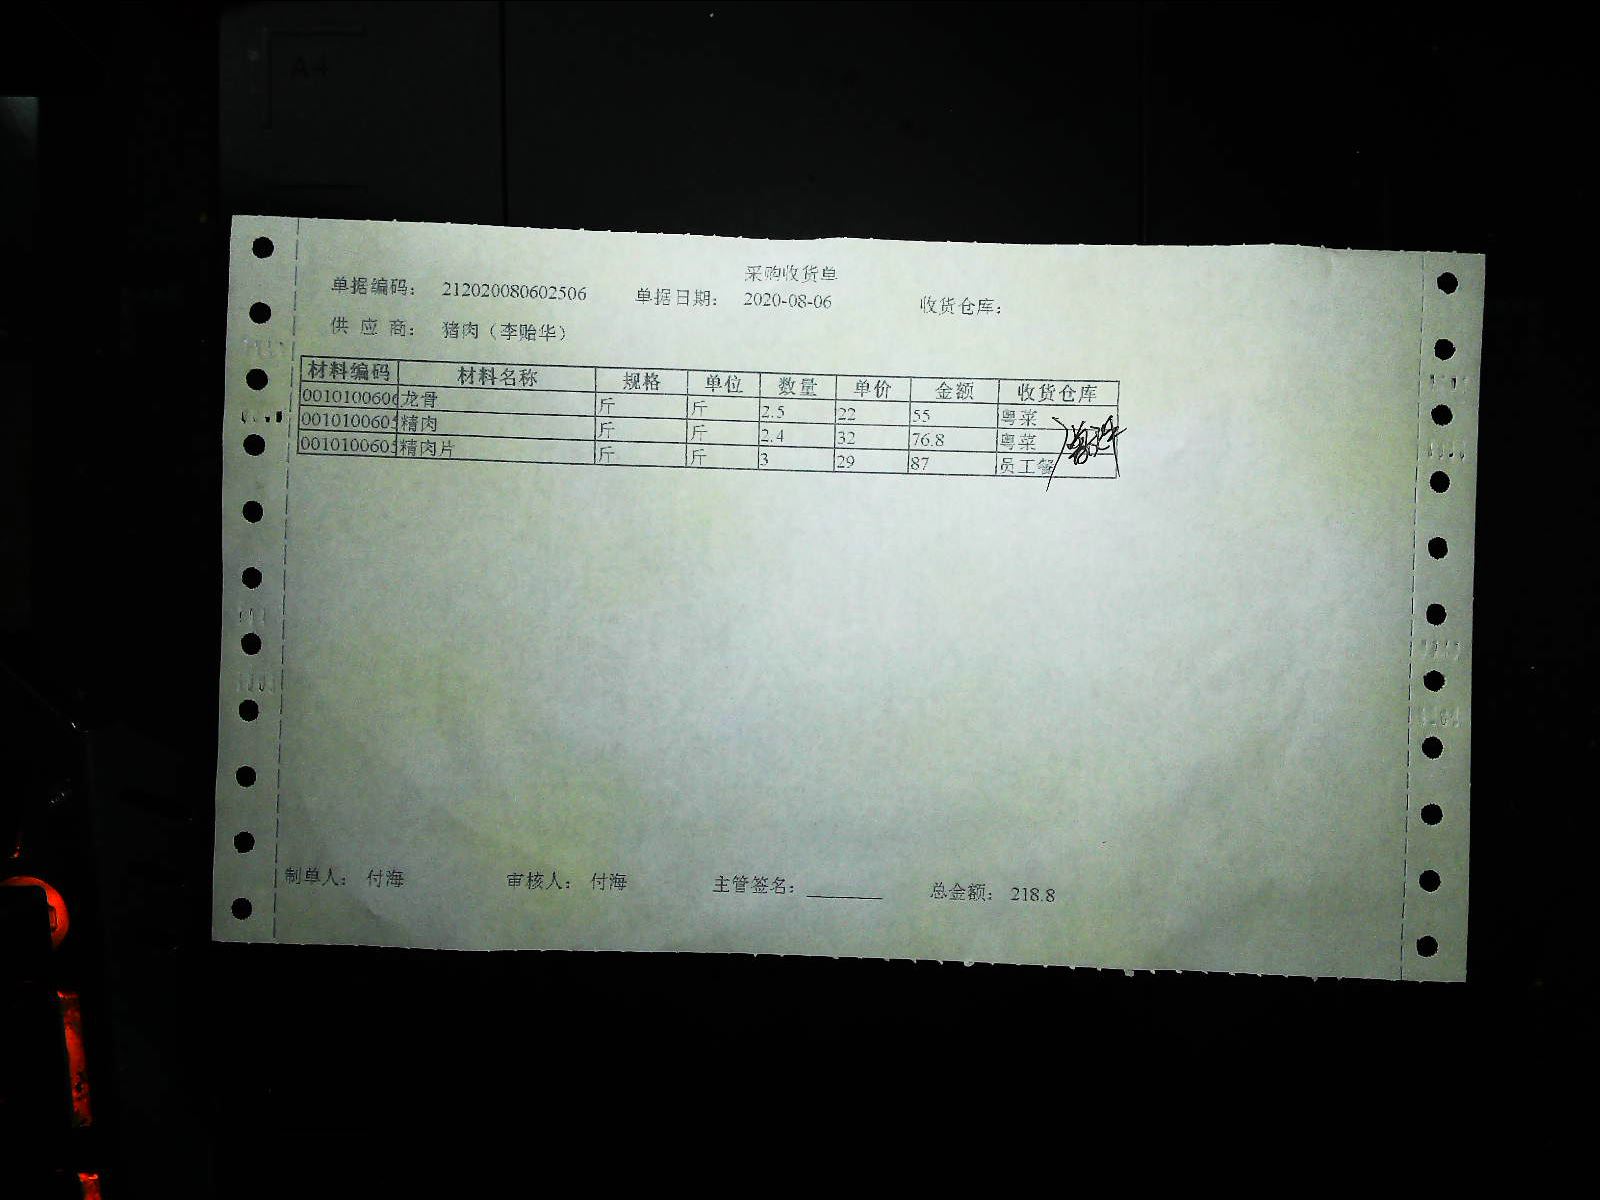 A+
采购收货单
单据编码： 212020080602506 单据日期： 2020-08-06 收货仓库：
供 应 商： 猪肉（李贻华）
材料编码 材料名称 规格 单位 数量 单价 金额 收货仓库
0010100606 龙骨 斤 斤 2.5 22 55 粤菜
001010060 精肉 斤 斤 2.4 32 76.8 粤菜
001010060 精肉片 斤 斤 3 29 87 员工餐
制单人： 付海 审核人： 付海 主管签名：________ 总金额： 218.8